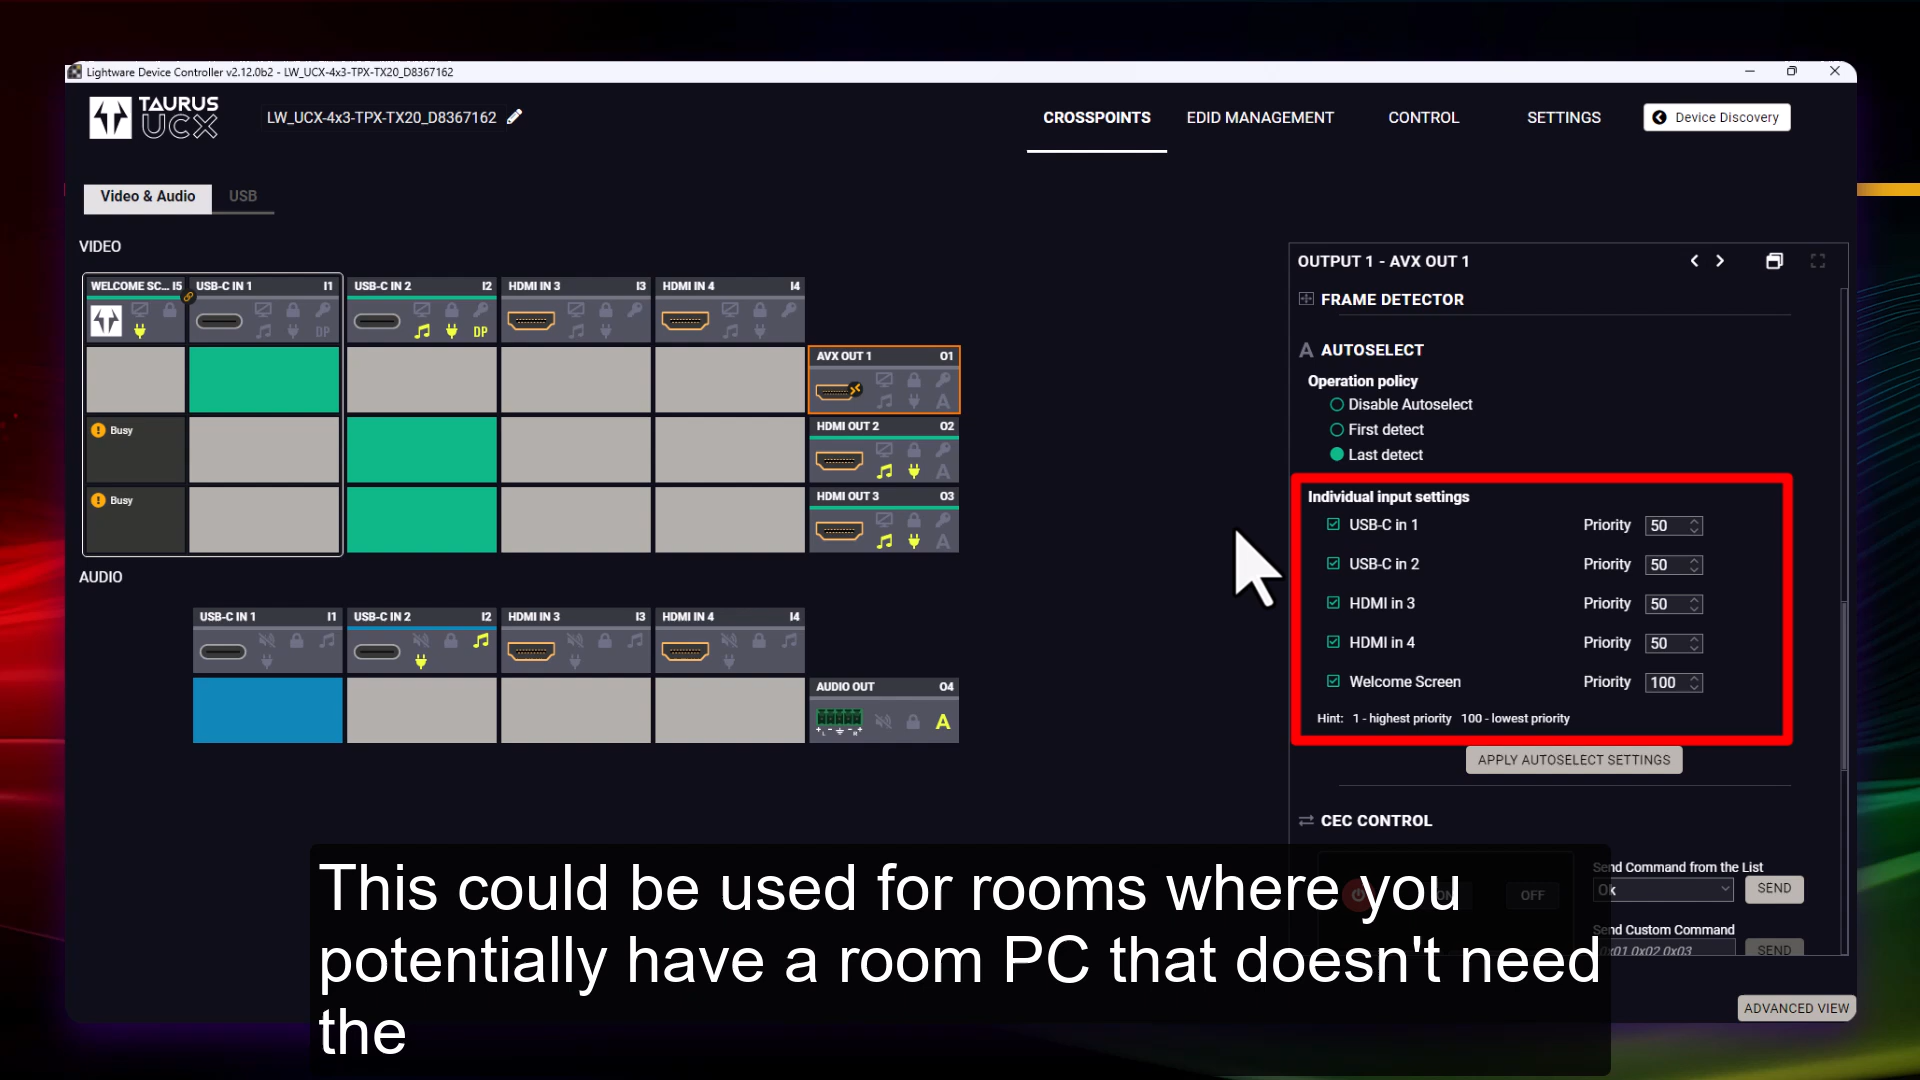 Lightware Device Controller v2.12.0b2 - LW_UCX-4x3-TPX-TX20_D8367162
TAURUS
UCX
LW_UCX-4x3-TPX-TX20_D8367162
CROSSPOINTS
EDID MANAGEMENT
CONTROL
SETTINGS
Device Discovery
Video & Audio
USB
VIDEO
WELCOME SC... I5
USB-C IN 1 I1
USB-C IN 2 I2
HDMI IN 3 I3
HDMI IN 4 I4
DP
DP
AVX OUT 1 O1
A
Busy
HDMI OUT 2 O2
A
Busy
HDMI OUT 3 O3
A
AUDIO
USB-C IN 1 I1
USB-C IN 2 I2
HDMI IN 3 I3
HDMI IN 4 I4
AUDIO OUT O4
A
OUTPUT 1 - AVX OUT 1
FRAME DETECTOR
A AUTOSELECT
Operation policy
Disable Autoselect
First detect
Last detect
Individual input settings
USB-C in 1 Priority 50
USB-C in 2 Priority 50
HDMI in 3 Priority 50
HDMI in 4 Priority 50
Welcome Screen Priority 100
Hint: 1 - highest priority 100 - lowest priority
APPLY AUTOSELECT SETTINGS
CEC CONTROL
Send Command from the List
ON
OFF
Ok
SEND
Send Custom Command
0x01 0x02 0x03
SEND
ADVANCED VIEW
This could be used for rooms where you
potentially have a room PC that doesn't need
the